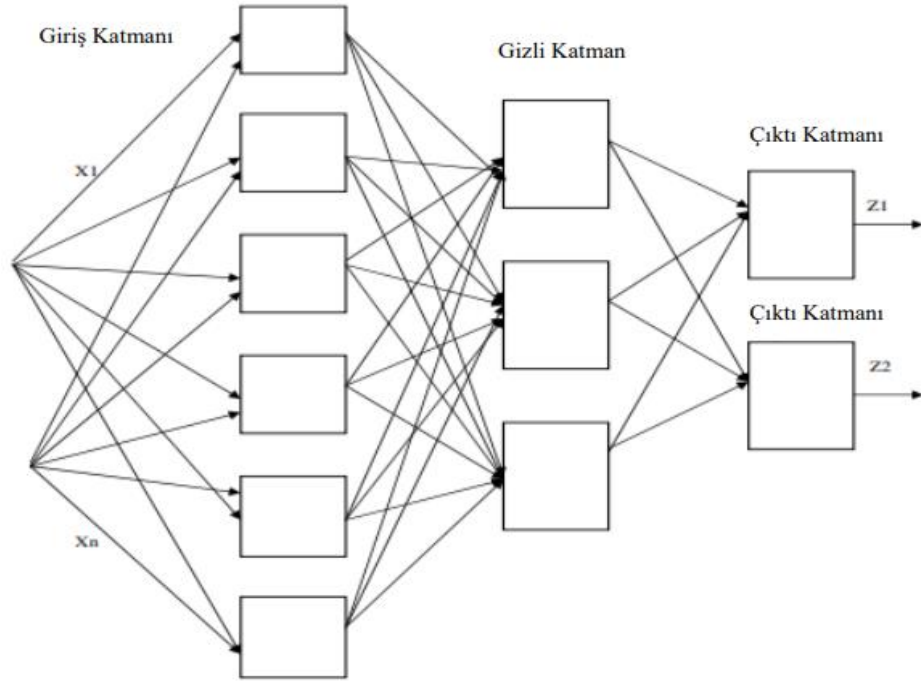 Giriş Katmanı
Gizli Katman
Çıktı Katmanı
X1
Z1
Çıktı Katmanı
Z2
Xn